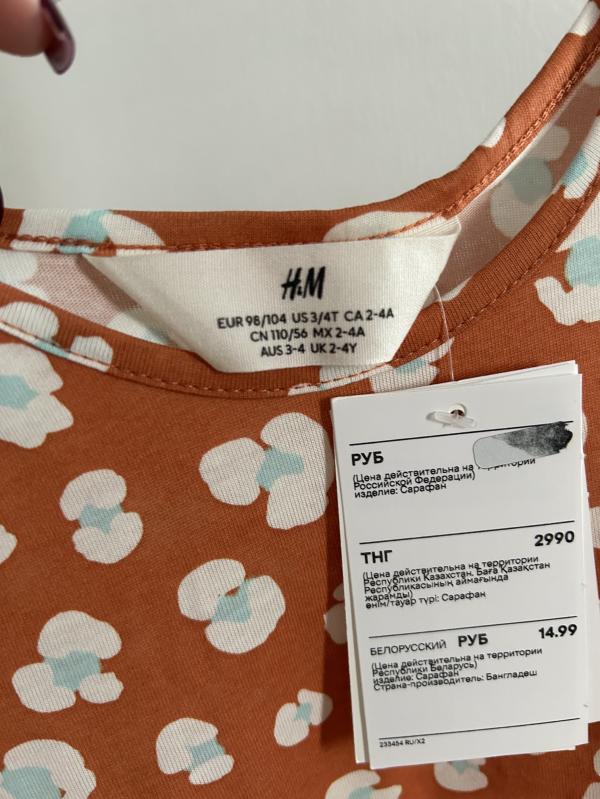 H&M
EUR 98/104 US 3/4T CA 2-4A
CN 110/56 MX 2-4A
AUS 3-4 UK 2-4Y
РУБ
(Цена действительна на территории
Российской Федерации)
изделие: Сарафан
ТНГ 2990
(Цена действительна на территории
Республики Казахстан. Баға Қазақстан
Республикасының аймағында
жарамды)
өнім/тауар түрі: Сарафан
БЕЛОРУССКИЙ РУБ 14.99
(Цена действительна на территории
Республики Беларусь)
изделие: Сарафан
Страна-производитель: Бангладеш
233454 RU/X2